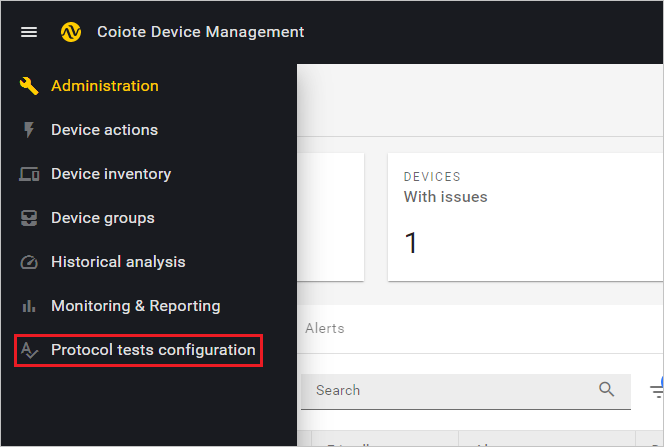 Coiote Device Management
Administration
Device actions
Device inventory
Device groups
Historical analysis
Monitoring & Reporting
Protocol tests configuration
DEVICES
With issues
1
Alerts
Search